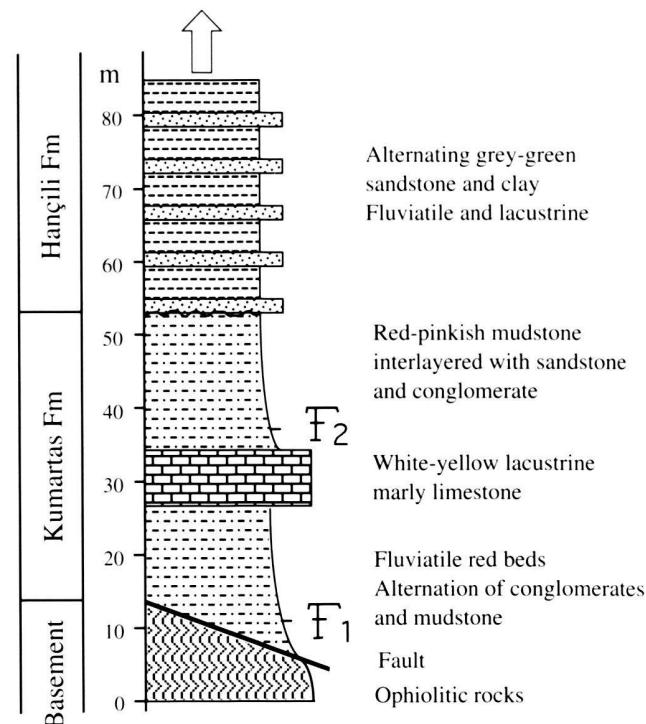 m
80
70
60
50
40
30
20
10
0
Hançili Fm
Kumartas Fm
Basement
Alternating grey-green
sandstone and clay
Fluviatile and lacustrine
Red-pinkish mudstone
interlayered with sandstone
and conglomerate
2
White-yellow lacustrine
marly limestone
Fluviatile red beds
Alternation of conglomerates
and mudstone
1
Fault
Ophiolitic rocks